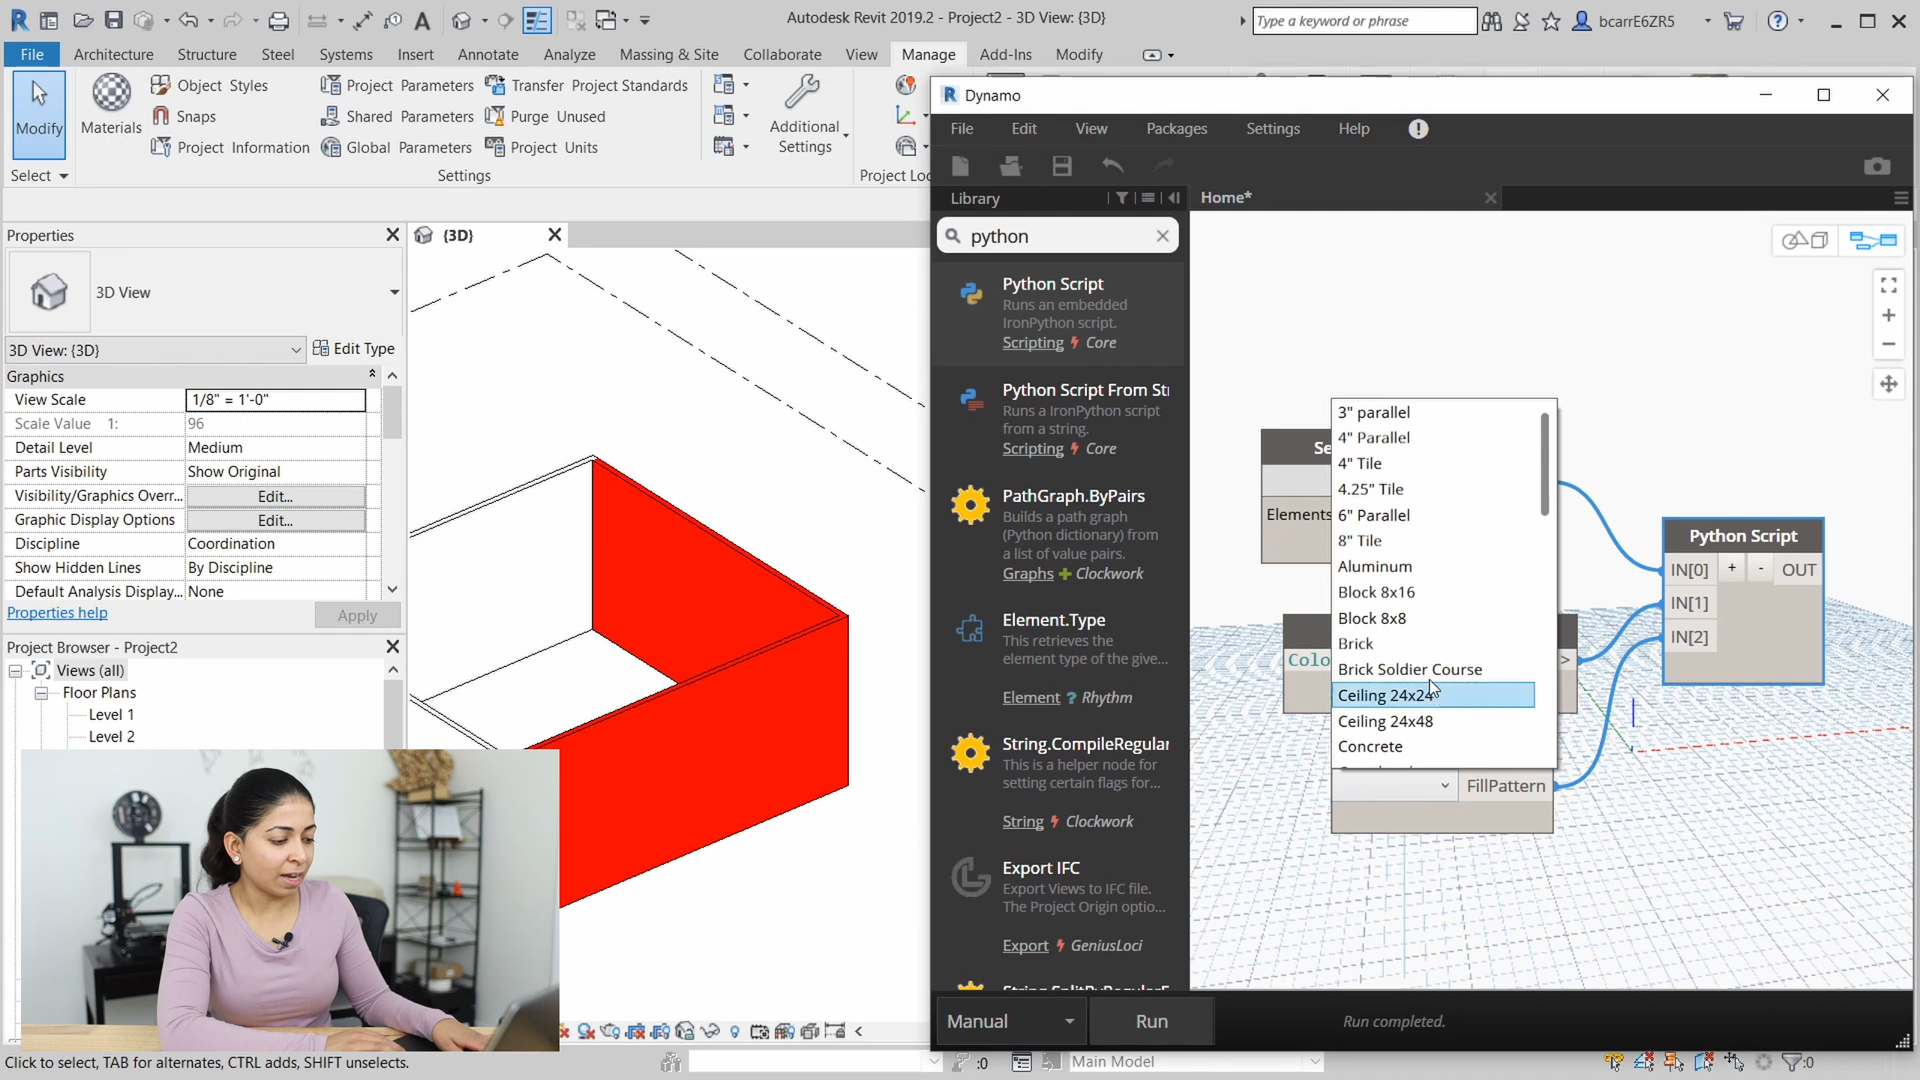 Autodesk Revit 2019.2 - Project2 - 3D View: {3D}
Type a keyword or phrase
bcarrE6ZR5
File Architecture Structure Steel Systems Insert Annotate Analyze Massing & Site Collaborate View Manage Add-Ins Modify
Modify
Materials
Object Styles
Snaps
Project Information
Project Parameters
Shared Parameters
Global Parameters
Transfer Project Standards
Purge Unused
Project Units
Additional
Settings
Select
Settings
Project Loc
Properties
{3D}
3D View
3D View: {3D}
Edit Type
Graphics
View Scale 1/8" = 1'-0"
Scale Value 1: 96
Detail Level Medium
Parts Visibility Show Original
Visibility/Graphics Overr... Edit...
Graphic Display Options Edit...
Discipline Coordination
Show Hidden Lines By Discipline
Default Analysis Display... None
Properties help
Apply
Project Browser - Project2
Views (all)
Floor Plans
Level 1
Level 2
Click to select, TAB for alternates, CTRL adds, SHIFT unselects.
:0
Main Model
:0
Dynamo
File Edit View Packages Settings Help
Library
Home*
python
Python Script
Runs an embedded
IronPython script.
Scripting Core
Python Script From Str
Runs a IronPython script
from a string.
Scripting Core
PathGraph.ByPairs
Builds a path graph
(Python dictionary) from
a list of value pairs.
Graphs Clockwork
Element.Type
This retrieves the
element type of the give...
Element ? Rhythm
String.CompileRegular
This is a helper node for
setting certain flags for...
String Clockwork
Export IFC
Export Views to IFC file.
The Project Origin optio...
Export GeniusLoci
Manual
Run
Run completed.
Se
Elements
Colo
>
3" parallel
4" Parallel
4" Tile
4.25" Tile
6" Parallel
8" Tile
Aluminum
Block 8x16
Block 8x8
Brick
Brick Soldier Course
Ceiling 24x24
Ceiling 24x48
Concrete
FillPattern
Python Script
IN[0] + - OUT
IN[1]
IN[2]